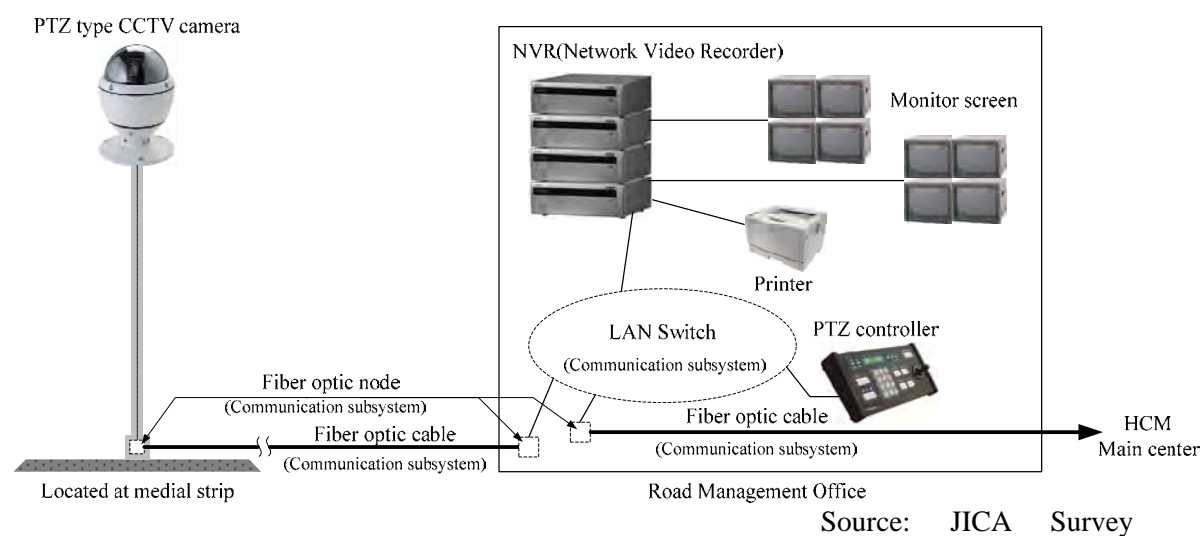 PTZ type CCTV camera
NVR(Network Video Recorder)
Monitor screen
Printer
LAN Switch
(Communication subsystem)
PTZ controller
Fiber optic node
(Communication subsystem)
Fiber optic cable
(Communication subsystem)
Fiber optic cable
(Communication subsystem)
HCM
Main center
Located at medial strip
Road Management Office
Source: JICA Survey